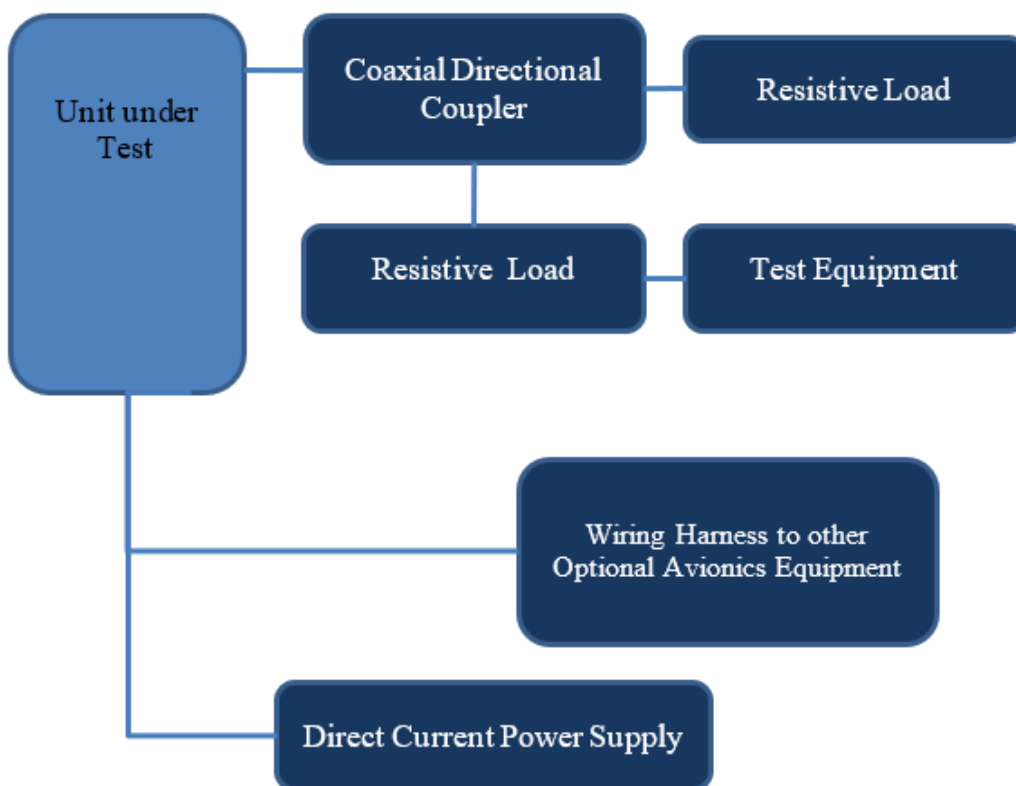 Unit under
Test
Coaxial Directional
Coupler
Resistive Load
Resistive Load
Test Equipment
Wiring Harness to other
Optional Avionics Equipment
Direct Current Power Supply